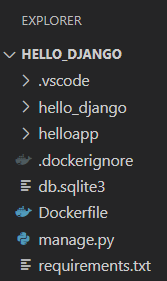 EXPLORER
HELLO_DJANGO
.vscode
hello_django
helloapp
.dockerignore
db.sqlite3
Dockerfile
manage.py
requirements.txt